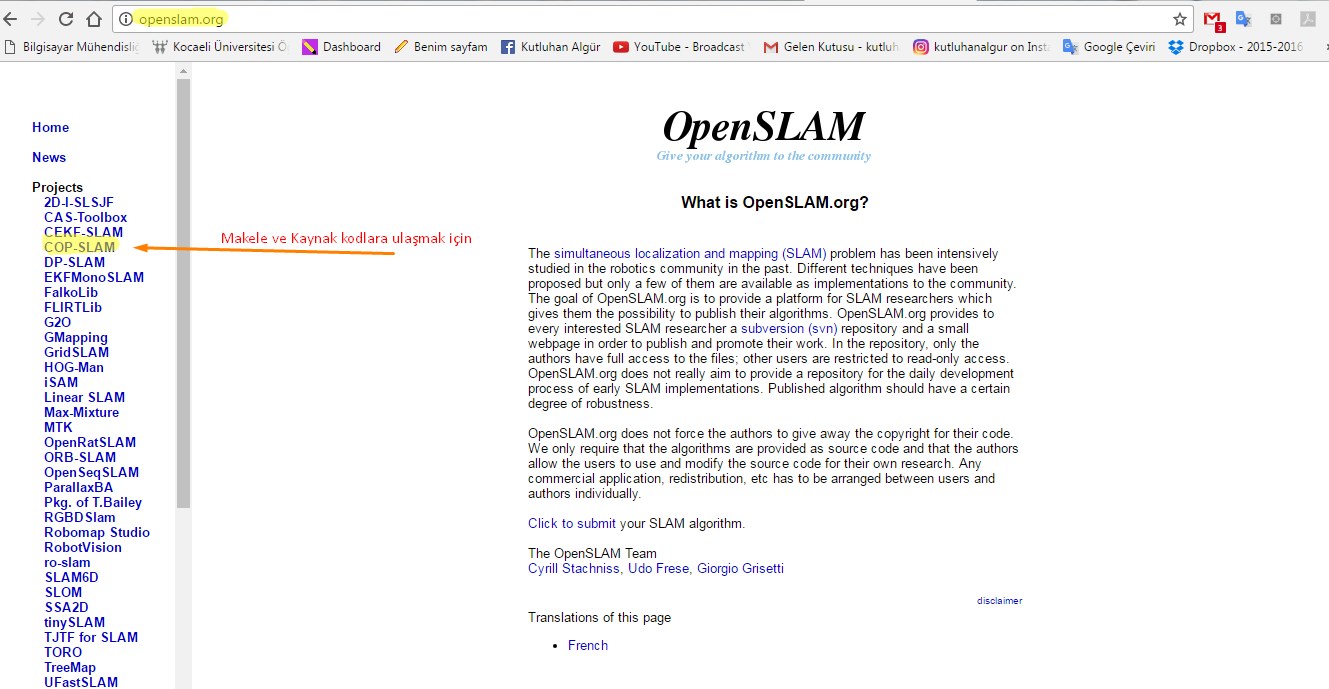 openslam.org
3
Bilgisayar Mühendisliğ
Kocaeli Üniversitesi Ö
Dashboard
Benim sayfam
Kutluhan Algür
YouTube - Broadcast
Gelen Kutusu - kutluh
kutluhanalgur on Inst
Google Çeviri
Dropbox - 2015-2016
Home
News
Projects
2D-I-SLSJF
CAS-Toolbox
CEKF-SLAM
COP-SLAM
DP-SLAM
EKFMonoSLAM
FalkoLib
FLIRTLib
G2O
GMapping
GridSLAM
HOG-Man
iSAM
Linear SLAM
Max-Mixture
MTK
OpenRatSLAM
ORB-SLAM
OpenSeqSLAM
ParallaxBA
Pkg. of T.Bailey
RGBDSlam
Robomap Studio
RobotVision
ro-slam
SLAM6D
SLOM
SSA2D
tinySLAM
TJTF for SLAM
TORO
TreeMap
UFastSLAM
Makele ve Kaynak kodlara ulaşmak için
OpenSLAM
Give your algorithm to the community
What is OpenSLAM.org?
The simultaneous localization and mapping (SLAM) problem has been intensively
studied in the robotics community in the past. Different techniques have been
proposed but only a few of them are available as implementations to the community.
The goal of OpenSLAM.org is to provide a platform for SLAM researchers which
gives them the possibility to publish their algorithms. OpenSLAM.org provides to
every interested SLAM researcher a subversion (svn) repository and a small
webpage in order to publish and promote their work. In the repository, only the
authors have full access to the files; other users are restricted to read-only access.
OpenSLAM.org does not really aim to provide a repository for the daily development
process of early SLAM implementations. Published algorithm should have a certain
degree of robustness.
OpenSLAM.org does not force the authors to give away the copyright for their code.
We only require that the algorithms are provided as source code and that the authors
allow the users to use and modify the source code for their own research. Any
commercial application, redistribution, etc has to be arranged between users and
authors individually.
Click to submit your SLAM algorithm.
The OpenSLAM Team
Cyrill Stachniss, Udo Frese, Giorgio Grisetti
disclaimer
Translations of this page
• French